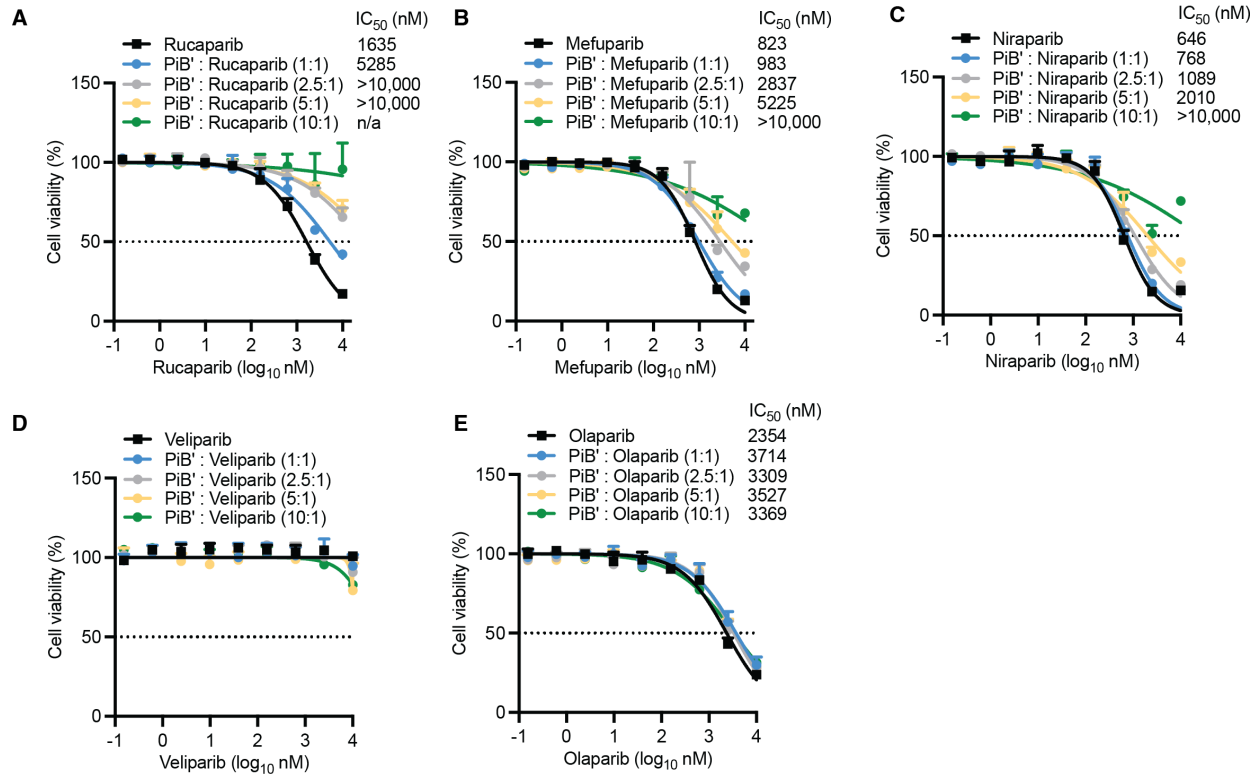 A
IC50 (nM)
Rucaparib 1635
PiB' : Rucaparib (1:1) 5285
PiB' : Rucaparib (2.5:1) >10,000
PiB' : Rucaparib (5:1) >10,000
PiB' : Rucaparib (10:1) n/a
Cell viability (%)
150
100
50
0
-1 0 1 2 3 4
Rucaparib (log10 nM)
B
IC50 (nM)
Mefuparib 823
PiB' : Mefuparib (1:1) 983
PiB' : Mefuparib (2.5:1) 2837
PiB' : Mefuparib (5:1) 5225
PiB' : Mefuparib (10:1) >10,000
Cell viability (%)
150
100
50
0
-1 0 1 2 3 4
Mefuparib (log10 nM)
C
IC50 (nM)
Niraparib 646
PiB' : Niraparib (1:1) 768
PiB' : Niraparib (2.5:1) 1089
PiB' : Niraparib (5:1) 2010
PiB' : Niraparib (10:1) >10,000
Cell viability (%)
150
100
50
0
-1 0 1 2 3 4
Niraparib (log10 nM)
D
Veliparib
PiB' : Veliparib (1:1)
PiB' : Veliparib (2.5:1)
PiB' : Veliparib (5:1)
PiB' : Veliparib (10:1)
Cell viability (%)
150
100
50
0
-1 0 1 2 3 4
Veliparib (log10 nM)
E
IC50 (nM)
Olaparib 2354
PiB' : Olaparib (1:1) 3714
PiB' : Olaparib (2.5:1) 3309
PiB' : Olaparib (5:1) 3527
PiB' : Olaparib (10:1) 3369
Cell viability (%)
150
100
50
0
-1 0 1 2 3 4
Olaparib (log10 nM)